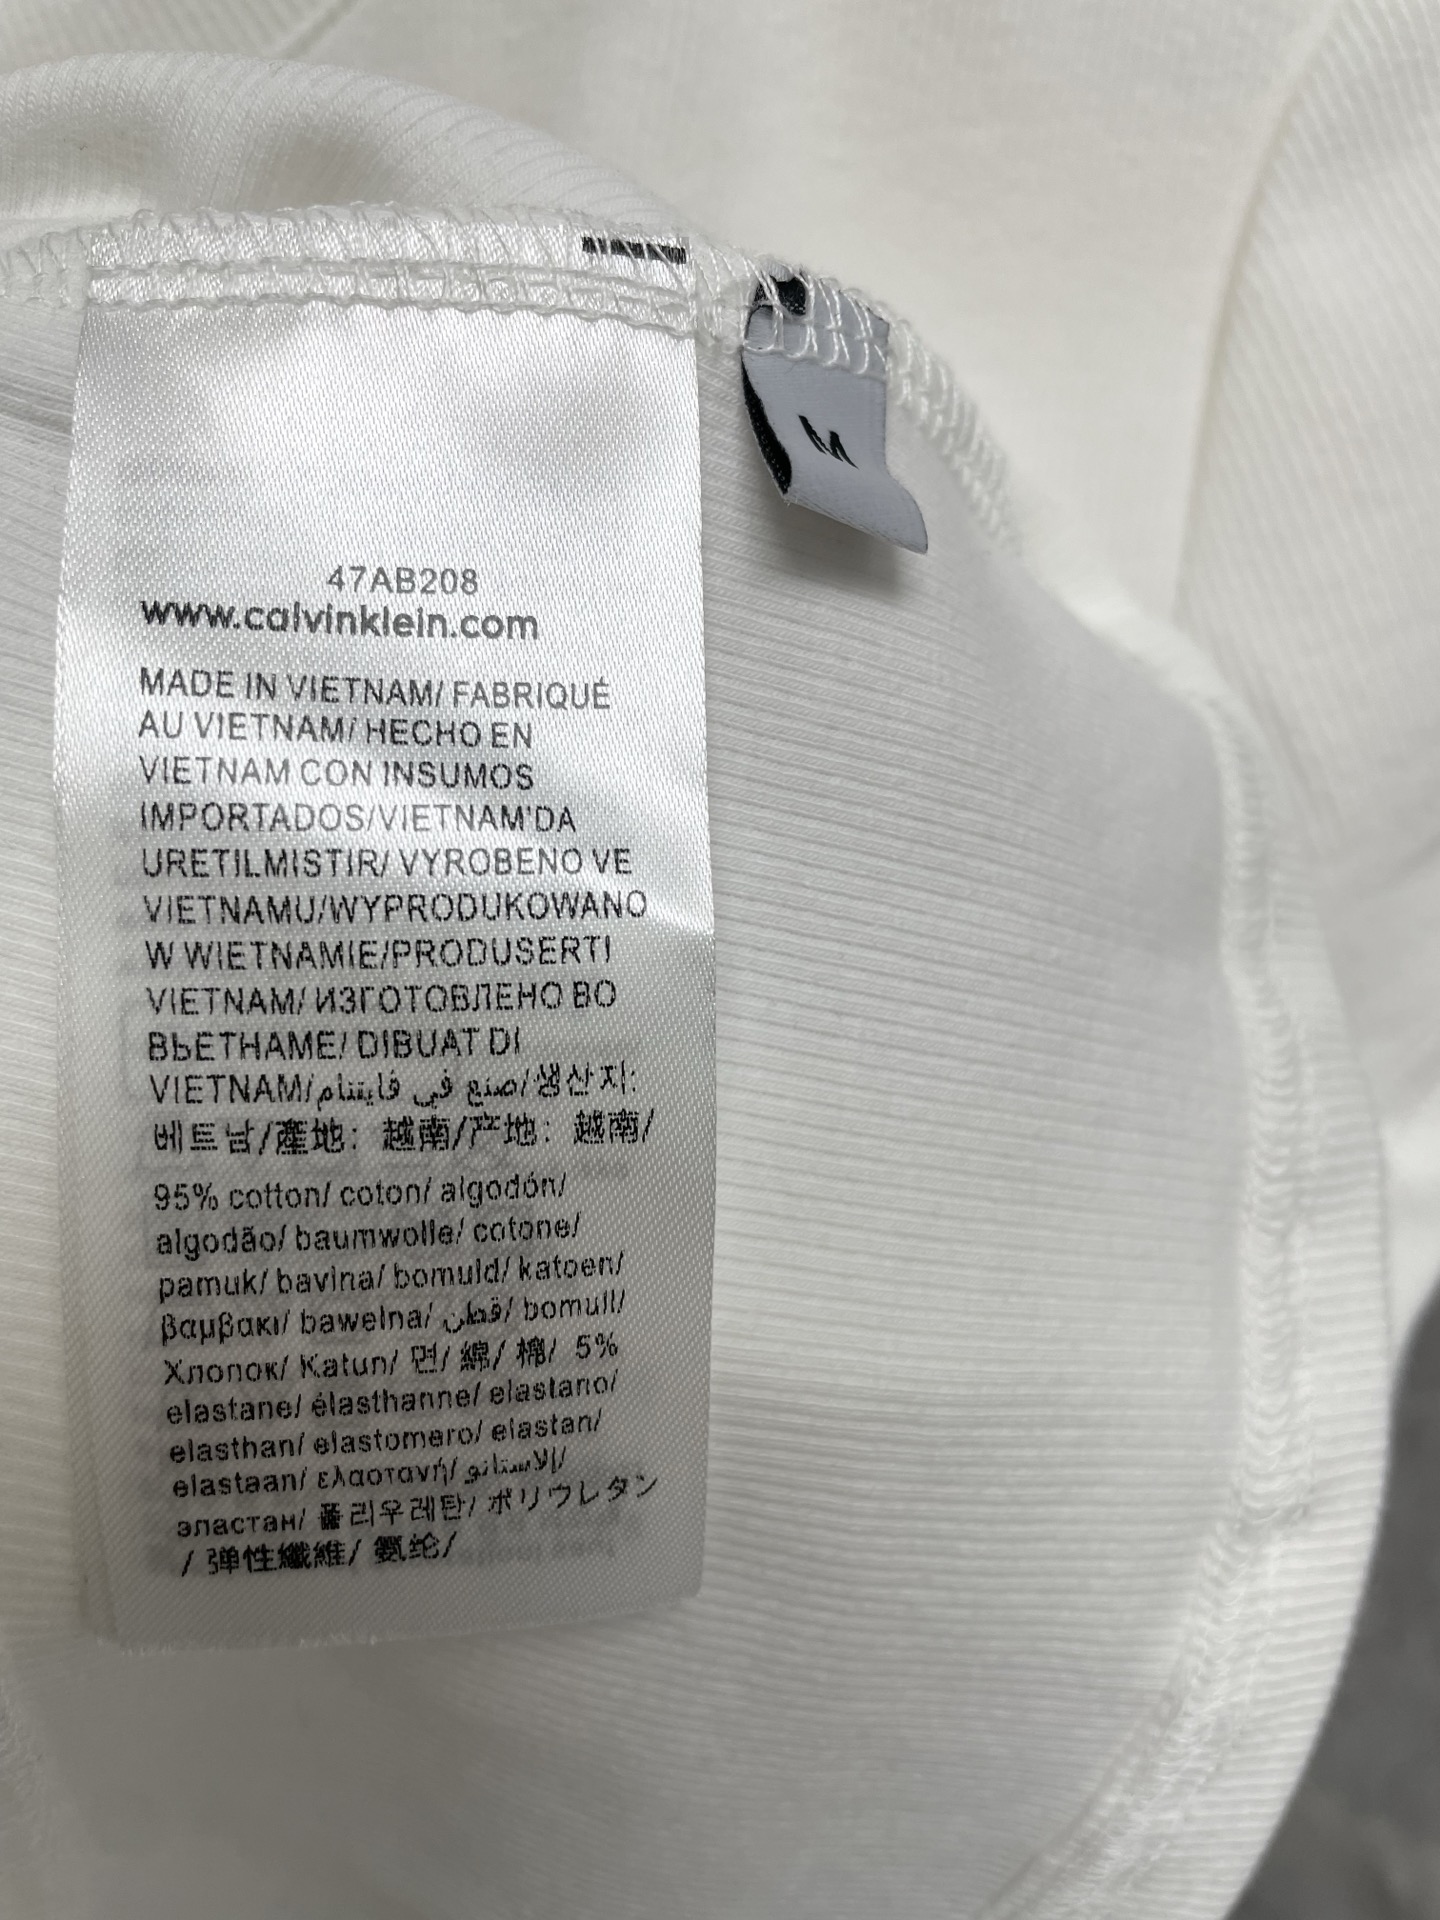 M
47AB208
www.calvinklein.com
MADE IN VIETNAM/ FABRIQUÉ
AU VIETNAM/ HECHO EN
VIETNAM CON INSUMOS
IMPORTADOS/VIETNAM'DA
URETILMISTIR/ VYROBENO VE
VIETNAMU/WYPRODUKOWANO
W WIETNAMIE/PRODUSERTI
VIETNAM/ ИЗГОТОВЛЕНО ВО
ВЬЕТНАМЕ/ DIBUAT DI
VIETNAM/صنع في فايتنام/생산지:
베트남/産地: 越南/产地: 越南/
95% cotton/ coton/ algodón/
algodão/ baumwolle/ cotone/
pamuk/ bavlna/ bomuld/ katoen/
βαμβακι/ bawelna/ قطن/ bomull/
Хлопок/ Katun/ 면/ 綿/ 棉/ 5%
elastane/ élasthanne/ elastano/
elasthan/ elastomero/ elastan/
elastaan/ ελαστανή/ إلاستانو/
эластан/ 폴리우레탄/ ポリウレタン
/ 弹性纖維/ 氨纶/